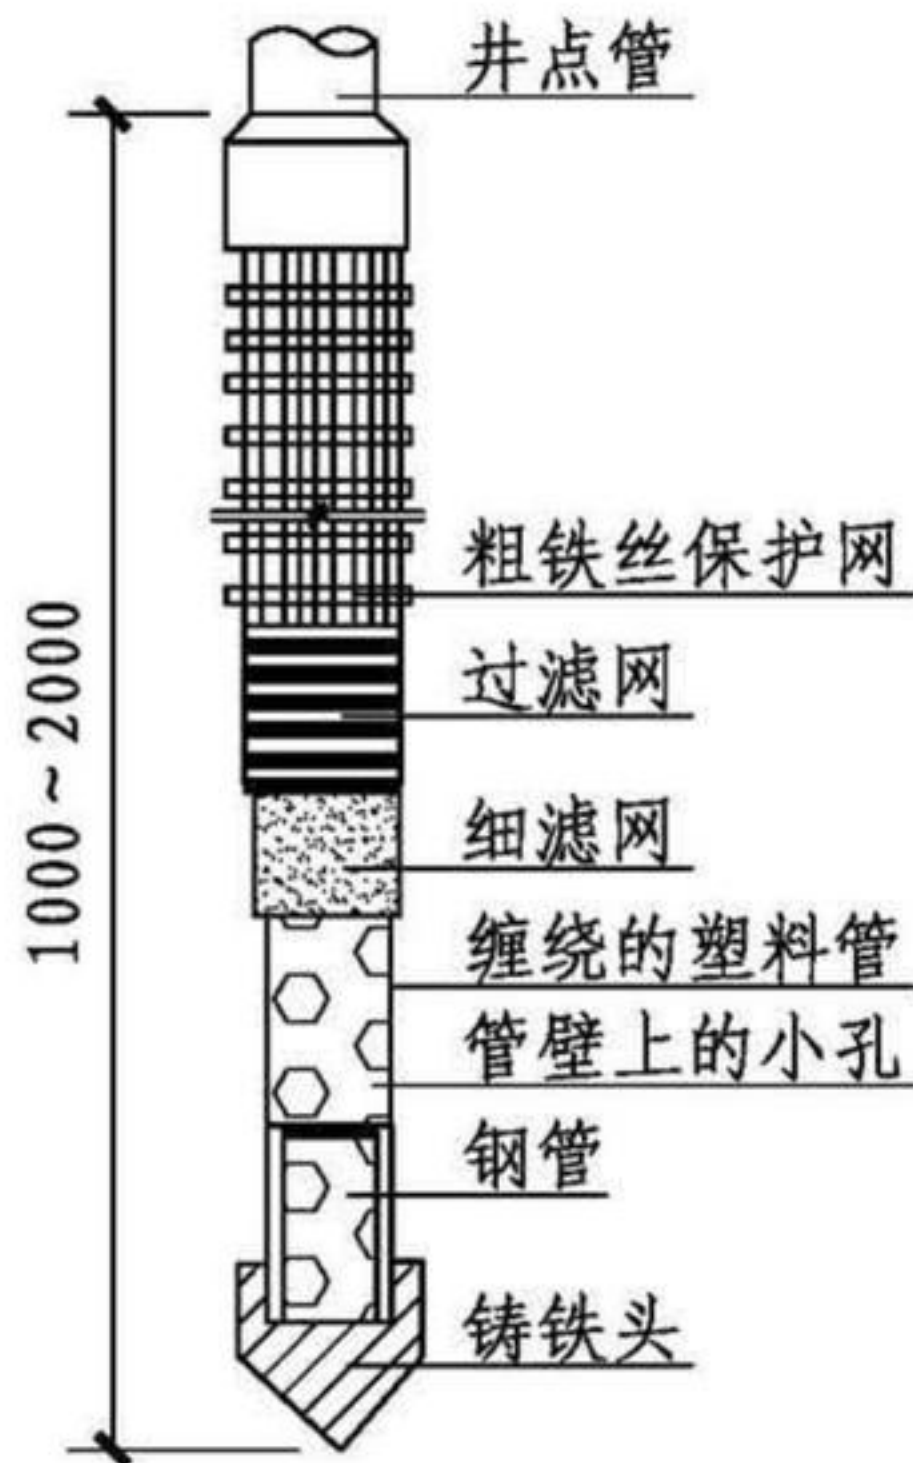 井点管
粗铁丝保护网
过滤网
细滤网
缠绕的塑料管
管壁上的小孔
钢管
铸铁头
1000~2000